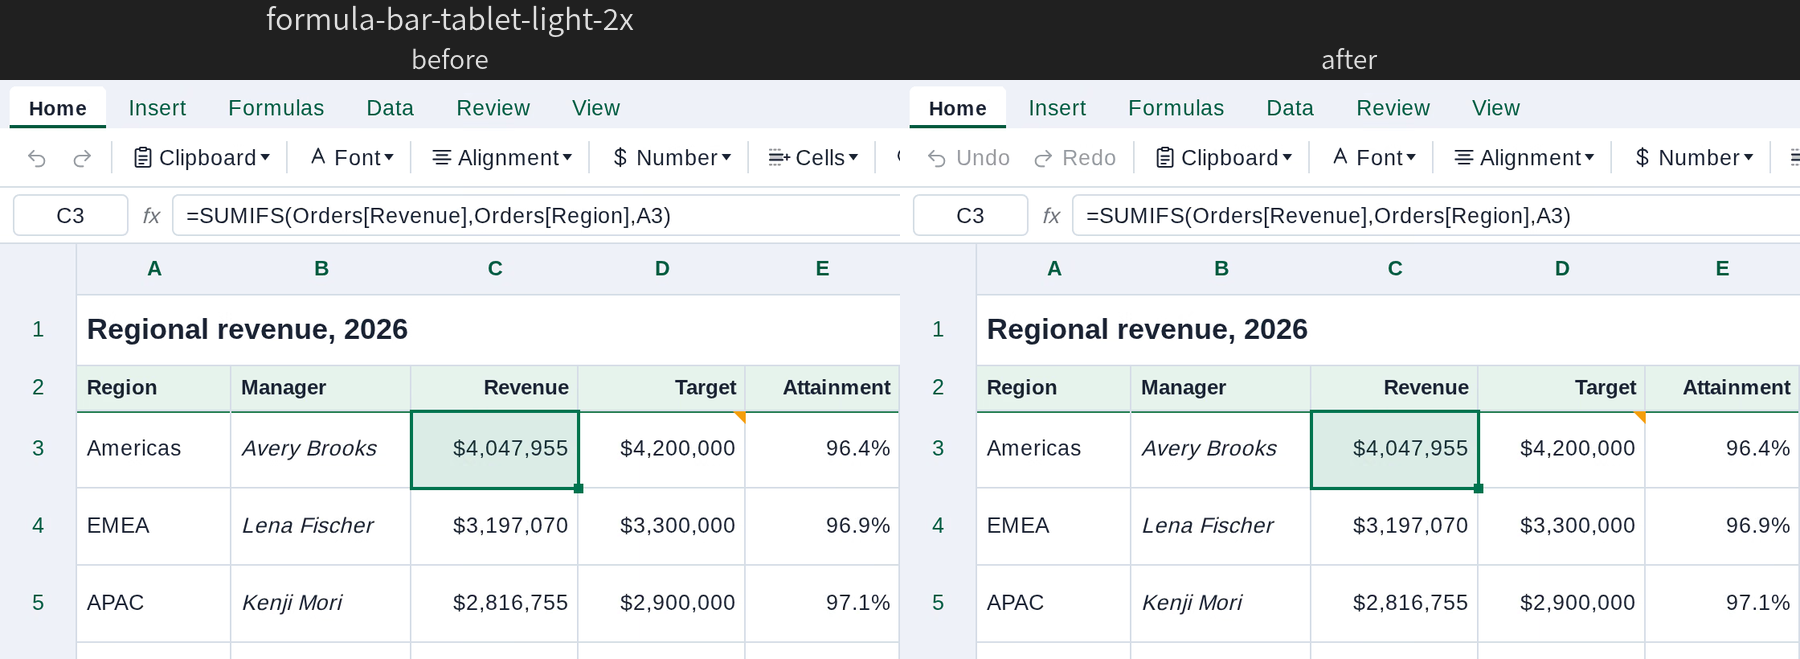 formula-bar-tablet-light-2x
before
after
Home Insert Formulas Data Review View
Clipboard Font Alignment Number Cells
C3 fx =SUMIFS(Orders[Revenue],Orders[Region],A3)
A B C D E
1 Regional revenue, 2026
2 Region Manager Revenue Target Attainment
3 Americas Avery Brooks $4,047,955 $4,200,000 96.4%
4 EMEA Lena Fischer $3,197,070 $3,300,000 96.9%
5 APAC Kenji Mori $2,816,755 $2,900,000 97.1%
Home Insert Formulas Data Review View
Undo Redo Clipboard Font Alignment Number
C3 fx =SUMIFS(Orders[Revenue],Orders[Region],A3)
A B C D E
1 Regional revenue, 2026
2 Region Manager Revenue Target Attainment
3 Americas Avery Brooks $4,047,955 $4,200,000 96.4%
4 EMEA Lena Fischer $3,197,070 $3,300,000 96.9%
5 APAC Kenji Mori $2,816,755 $2,900,000 97.1%